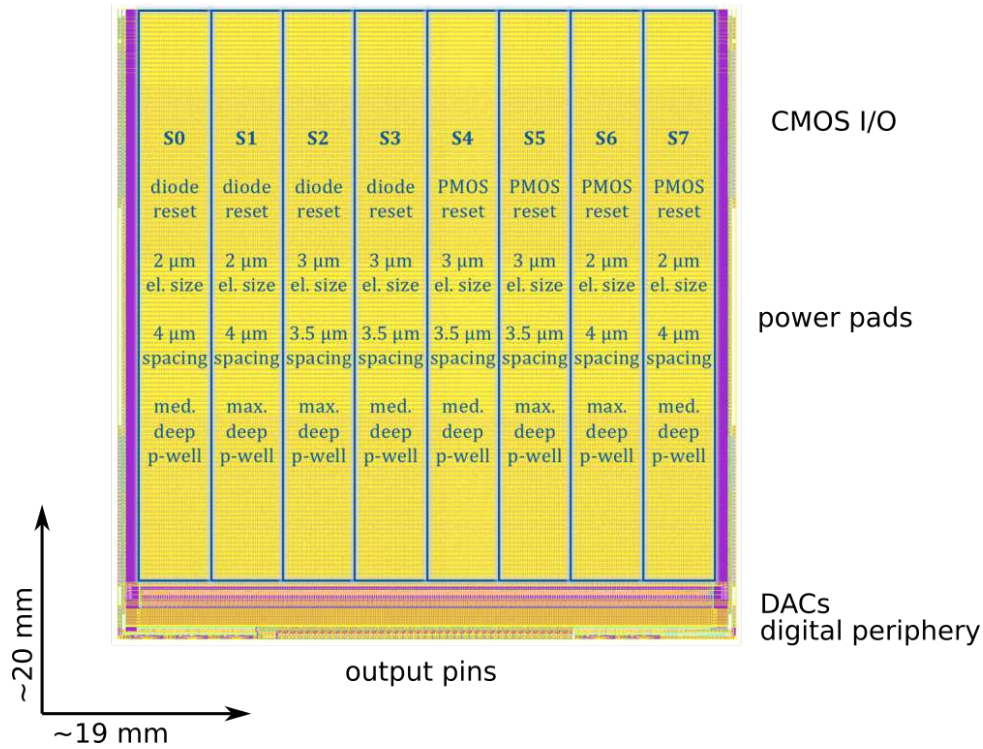 S0
diode
reset
2 µm
el. size
4 µm
spacing
med.
deep
p-well
S1
diode
reset
2 µm
el. size
4 µm
spacing
max.
deep
p-well
S2
diode
reset
3 µm
el. size
3.5 µm
spacing
max.
deep
p-well
S3
diode
reset
3 µm
el. size
3.5 µm
spacing
med.
deep
p-well
S4
PMOS
reset
3 µm
el. size
3.5 µm
spacing
med.
deep
p-well
S5
PMOS
reset
3 µm
el. size
3.5 µm
spacing
max.
deep
p-well
S6
PMOS
reset
2 µm
el. size
4 µm
spacing
max.
deep
p-well
S7
PMOS
reset
2 µm
el. size
4 µm
spacing
med.
deep
p-well
CMOS I/O
power pads
DACs
digital periphery
output pins
~20 mm
~19 mm